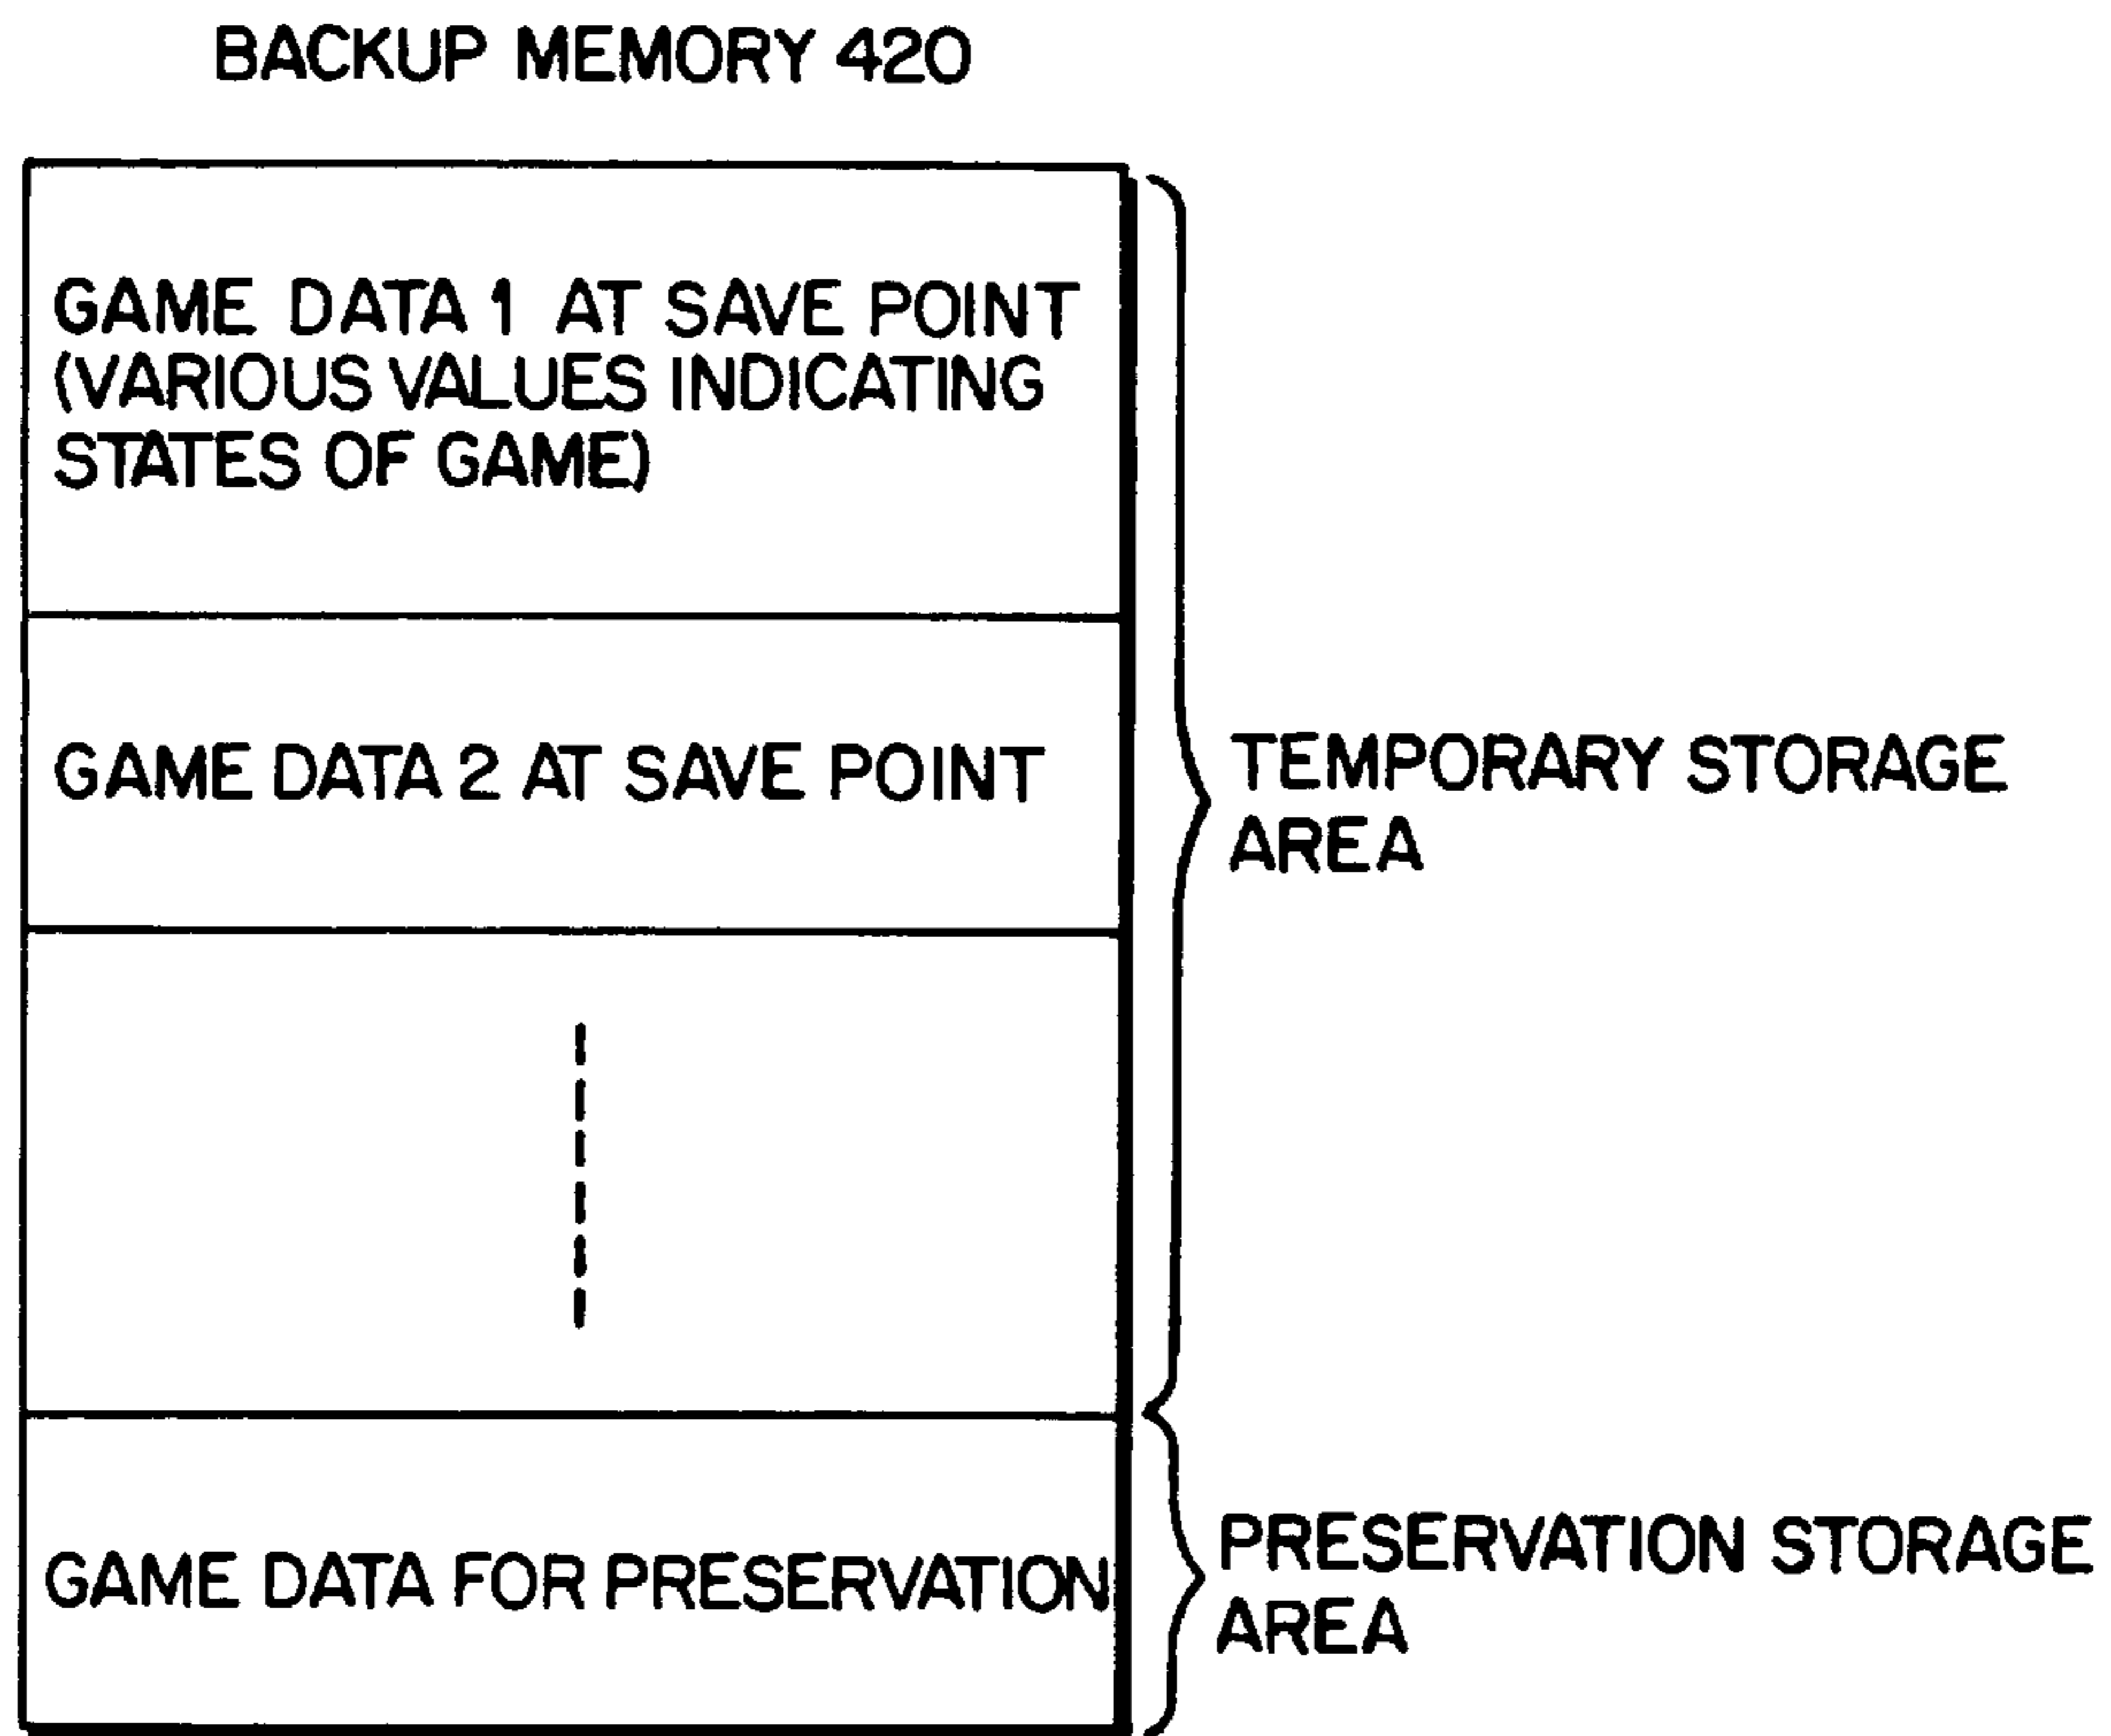 BACKUP MEMORY 420
GAME DATA 1 AT SAVE POINT
(VARIOUS VALUES INDICATING
STATES OF GAME)
GAME DATA 2 AT SAVE POINT
TEMPORARY STORAGE
AREA
GAME DATA FOR PRESERVATION
PRESERVATION STORAGE
AREA